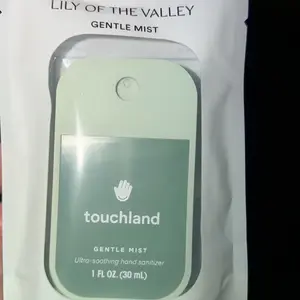 LILY OF THE VALLEY
GENTLE MIST
touchland
GENTLE MIST
Ultra-soothing hand sanitizer
1 FL OZ. (30 mL)